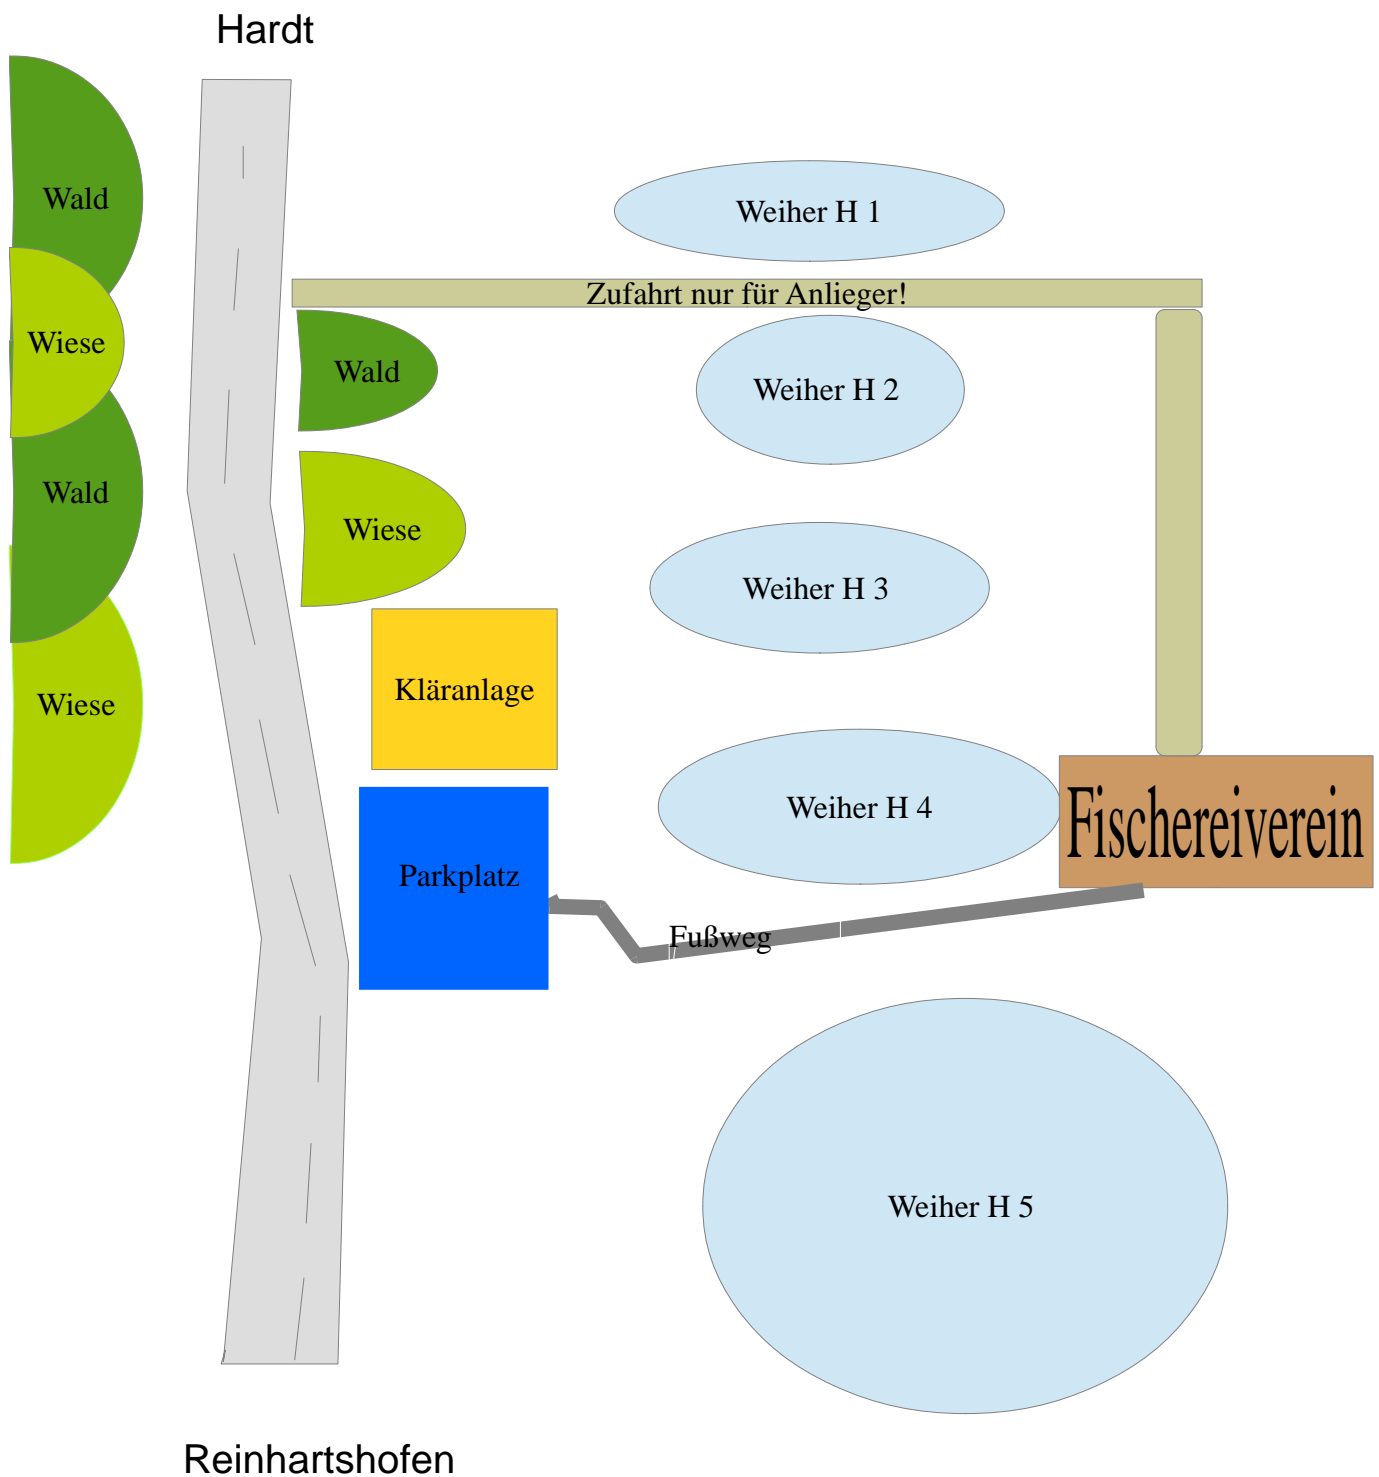 Hardt
Wald
Weiher H 1
Zufahrt nur für Anlieger!
Wiese
Wald
Weiher H 2
Wald
Wiese
Weiher H 3
Wiese
Kläranlage
Weiher H 4
Fischereiverein
Parkplatz
Fußweg
Weiher H 5
Reinhartshofen